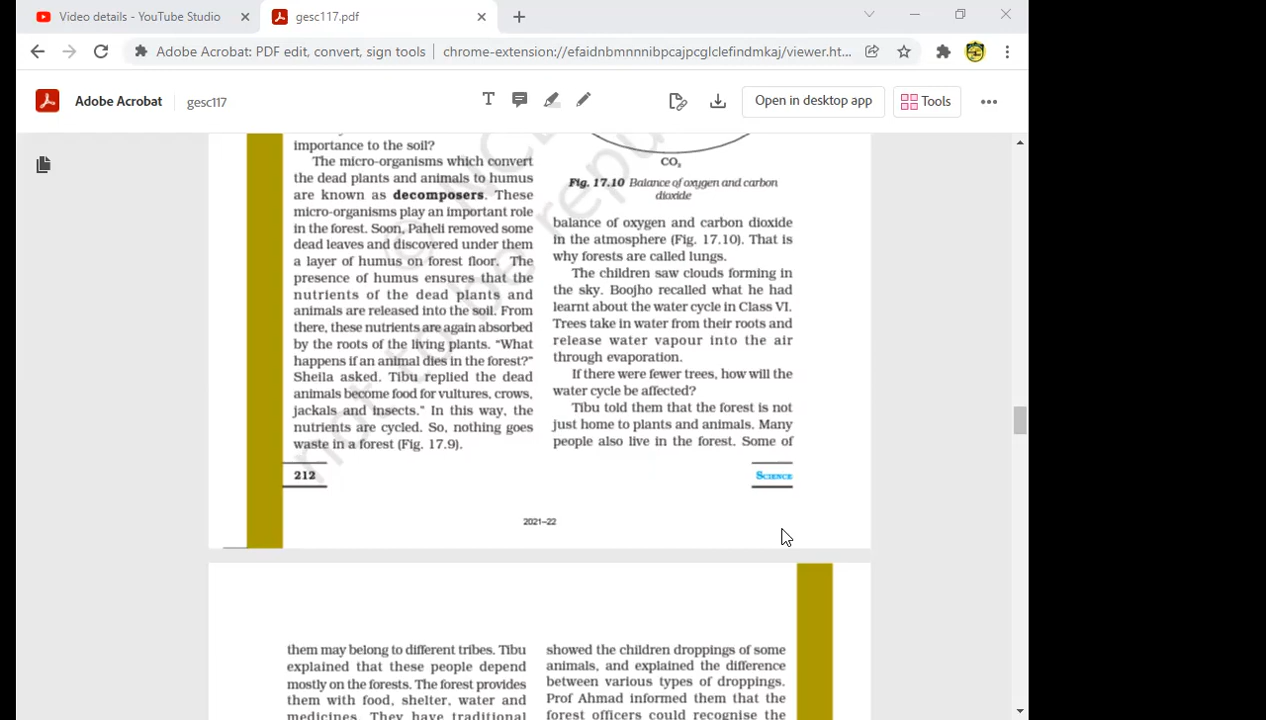 Video details - YouTube Studio
gesc117.pdf
Adobe Acrobat: PDF edit, convert, sign tools
chrome-extension://efaidnbmnnnibpcajpcglclefindmkaj/viewer.ht...
Adobe Acrobat
gesc117
Open in desktop app
Tools
importance to the soil?
The micro-organisms which convert
the dead plants and animals to humus
are known as decomposers. These
micro-organisms play an important role
in the forest. Soon, Paheli removed some
dead leaves and discovered under them
a layer of humus on forest floor. The
presence of humus ensures that the
nutrients of the dead plants and
animals are released into the soil. From
there, these nutrients are again absorbed
by the roots of the living plants. “What
happens if an animal dies in the forest?”
Sheila asked. Tibu replied the dead
animals become food for vultures, crows,
jackals and insects.” In this way, the
nutrients are cycled. So, nothing goes
waste in a forest (Fig. 17.9).
212
CO₂
Fig. 17.10 Balance of oxygen and carbon
dioxide
balance of oxygen and carbon dioxide
in the atmosphere (Fig. 17.10). That is
why forests are called lungs.
The children saw clouds forming in
the sky. Boojho recalled what he had
learnt about the water cycle in Class VI.
Trees take in water from their roots and
release water vapour into the air
through evaporation.
If there were fewer trees, how will the
water cycle be affected?
Tibu told them that the forest is not
just home to plants and animals. Many
people also live in the forest. Some of
SCIENCE
2021–22
them may belong to different tribes. Tibu
explained that these people depend
mostly on the forests. The forest provides
them with food, shelter, water and
medicines. They have traditional
showed the children droppings of some
animals, and explained the difference
between various types of droppings.
Prof Ahmad informed them that the
forest officers could recognise the
not to be repu
© NCE